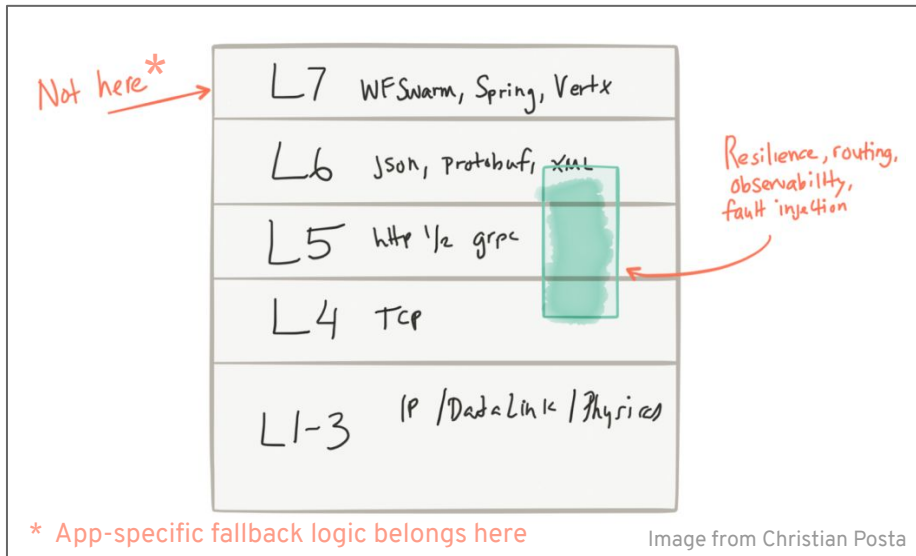 Not here*
L7 WFSwarm, Spring, Vertx
L6 json, protobuf, XML
Resilience, routing,
observability,
fault injection
L5 http 1/2 grpc
L4 TCP
L1-3 IP /DataLink /Physical
* App-specific fallback logic belongs here
Image from Christian Posta